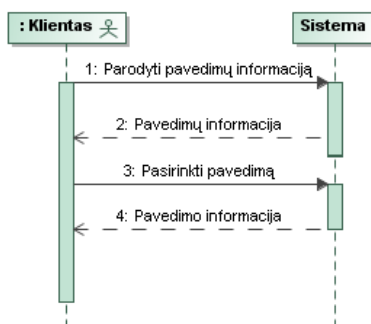 : Klientas
Sistema
1: Parodyti pavedimų informaciją
2: Pavedimų informacija
3: Pasirinkti pavedimą
4: Pavedimo informacija